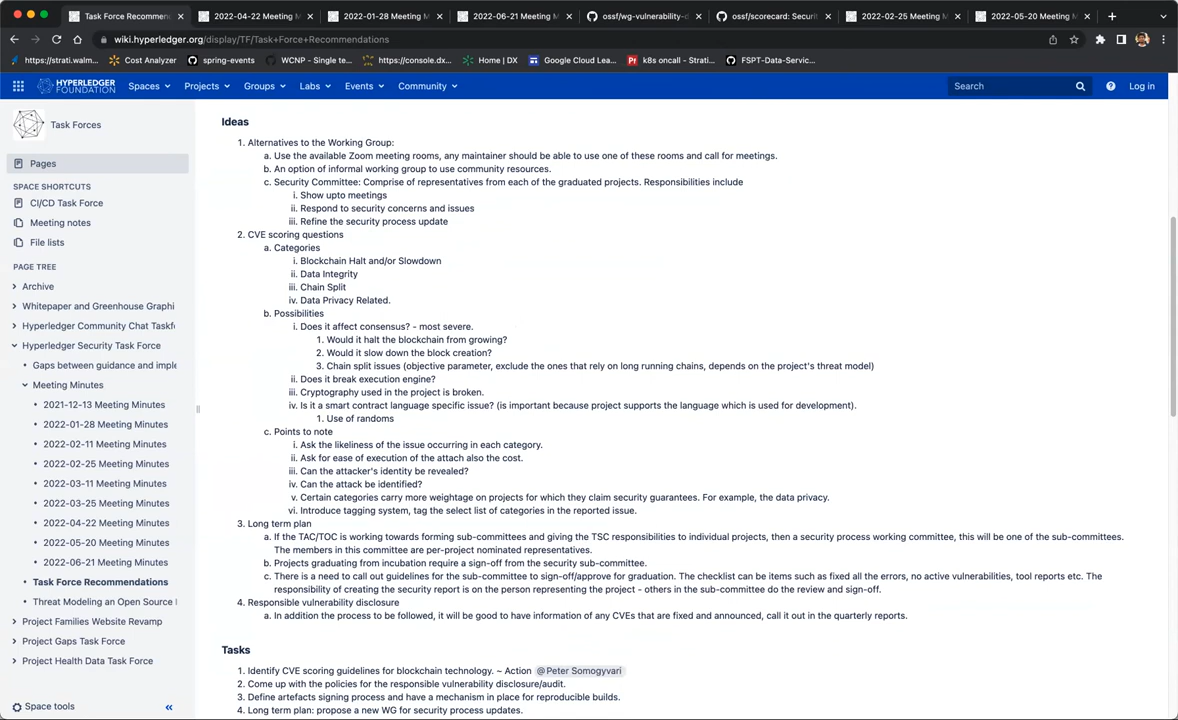 Task Force Recommen
2022-04-22 Meeting M
2022-01-28 Meeting M
2022-06-21 Meeting M
ossf/wg-vulnerability-d
ossf/scorecard: Securit
2022-02-25 Meeting M
2022-05-20 Meeting M
wiki.hyperledger.org/display/TF/Task+Force+Recommendations
https://strati.walm...
Cost Analyzer
spring-events
WCNP - Single te...
https://console.dx...
Home | DX
Google Cloud Lea...
k8s oncall - Strati...
FSPT-Data-Servic...
HYPERLEDGER
FOUNDATION
Spaces
Projects
Groups
Labs
Events
Community
Search
Log in
Task Forces
Pages
SPACE SHORTCUTS
CI/CD Task Force
Meeting notes
File lists
PAGE TREE
Archive
Whitepaper and Greenhouse Graphi
Hyperledger Community Chat Taskf
Hyperledger Security Task Force
Gaps between guidance and imple
Meeting Minutes
2021-12-13 Meeting Minutes
2022-01-28 Meeting Minutes
2022-02-11 Meeting Minutes
2022-02-25 Meeting Minutes
2022-03-11 Meeting Minutes
2022-03-25 Meeting Minutes
2022-04-22 Meeting Minutes
2022-05-20 Meeting Minutes
2022-06-21 Meeting Minutes
Task Force Recommendations
Threat Modeling an Open Source
Project Families Website Revamp
Project Gaps Task Force
Project Health Data Task Force
Space tools
Ideas
1. Alternatives to the Working Group:
a. Use the available Zoom meeting rooms, any maintainer should be able to use one of these rooms and call for meetings.
b. An option of informal working group to use community resources.
c. Security Committee: Comprise of representatives from each of the graduated projects. Responsibilities include
i. Show upto meetings
ii. Respond to security concerns and issues
iii. Refine the security process update
2. CVE scoring questions
a. Categories
i. Blockchain Halt and/or Slowdown
ii. Data Integrity
iii. Chain Split
iv. Data Privacy Related.
b. Possibilities
i. Does it affect consensus? - most severe.
1. Would it halt the blockchain from growing?
2. Would it slow down the block creation?
3. Chain split issues (objective parameter, exclude the ones that rely on long running chains, depends on the project's threat model)
ii. Does it break execution engine?
iii. Cryptography used in the project is broken.
iv. Is it a smart contract language specific issue? (is important because project supports the language which is used for development).
1. Use of randoms
c. Points to note
i. Ask the likeliness of the issue occurring in each category.
ii. Ask for ease of execution of the attach also the cost.
iii. Can the attacker's identity be revealed?
iv. Can the attack be identified?
v. Certain categories carry more weightage on projects for which they claim security guarantees. For example, the data privacy.
vi. Introduce tagging system, tag the select list of categories in the reported issue.
3. Long term plan
a. If the TAC/TOC is working towards forming sub-committees and giving the TSC responsibilities to individual projects, then a security process working committee, this will be one of the sub-committees.
The members in this committee are per-project nominated representatives.
b. Projects graduating from incubation require a sign-off from the security sub-committee.
c. There is a need to call out guidelines for the sub-committee to sign-off/approve for graduation. The checklist can be items such as fixed all the errors, no active vulnerabilities, tool reports etc. The
responsibility of creating the security report is on the person representing the project - others in the sub-committee do the review and sign-off.
4. Responsible vulnerability disclosure
a. In addition the process to be followed, it will be good to have information of any CVEs that are fixed and announced, call it out in the quarterly reports.
Tasks
1. Identify CVE scoring guidelines for blockchain technology. ~ Action @Peter Somogyvari
2. Come up with the policies for the responsible vulnerability disclosure/audit.
3. Define artefacts signing process and have a mechanism in place for reproducible builds.
4. Long term plan: propose a new WG for security process updates.